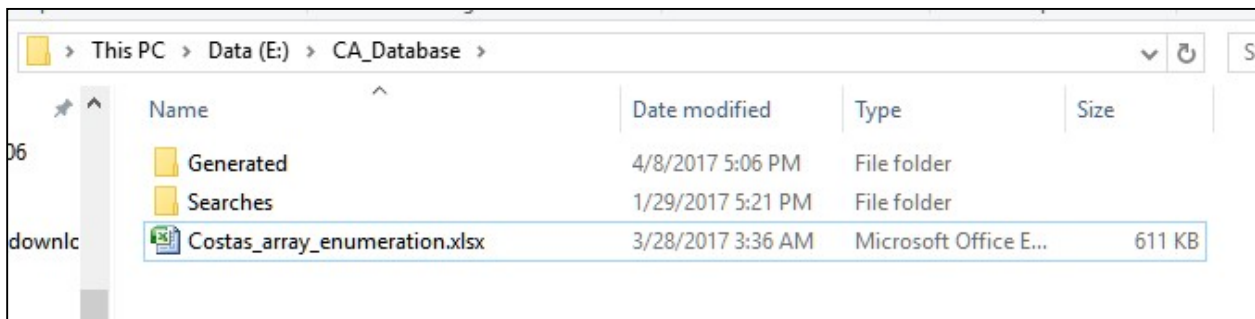 This PC > Data (E:) > CA_Database >
S
Name Date modified Type Size
06
Generated 4/8/2017 5:06 PM File folder
Searches 1/29/2017 5:21 PM File folder
downlc
Costas_array_enumeration.xlsx 3/28/2017 3:36 AM Microsoft Office E... 611 KB